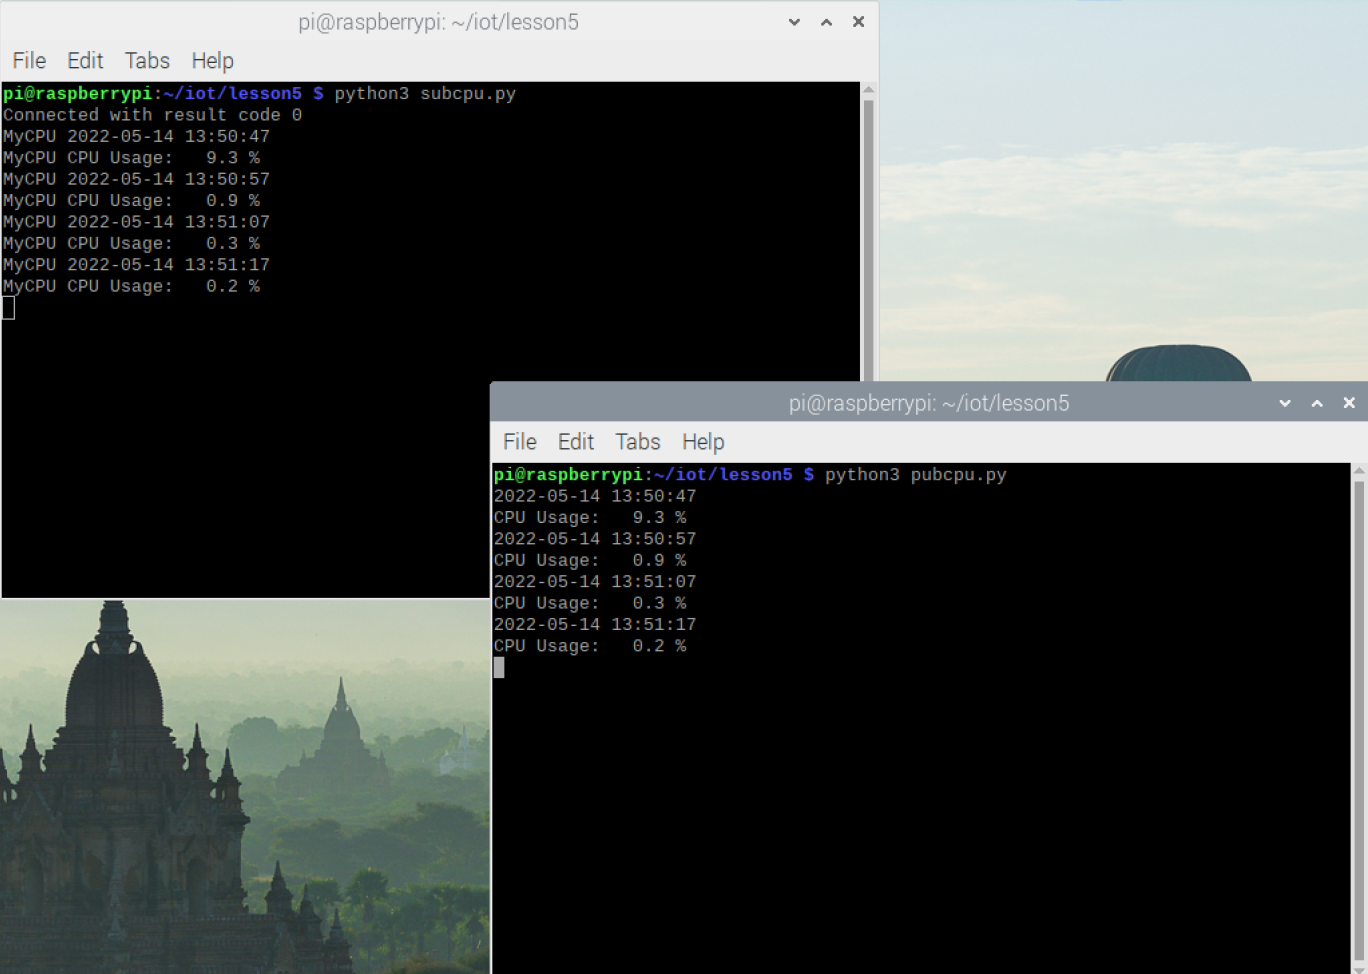 pi@raspberrypi: ~/iot/lesson5
File Edit Tabs Help
pi@raspberrypi:~/iot/lesson5 $ python3 subcpu.py
Connected with result code 0
MyCPU 2022-05-14 13:50:47
MyCPU CPU Usage:   9.3 %
MyCPU 2022-05-14 13:50:57
MyCPU CPU Usage:   0.9 %
MyCPU 2022-05-14 13:51:07
MyCPU CPU Usage:   0.3 %
MyCPU 2022-05-14 13:51:17
MyCPU CPU Usage:   0.2 %
pi@raspberrypi: ~/iot/lesson5
File Edit Tabs Help
pi@raspberrypi:~/iot/lesson5 $ python3 pubcpu.py
2022-05-14 13:50:47
CPU Usage:   9.3 %
2022-05-14 13:50:57
CPU Usage:   0.9 %
2022-05-14 13:51:07
CPU Usage:   0.3 %
2022-05-14 13:51:17
CPU Usage:   0.2 %